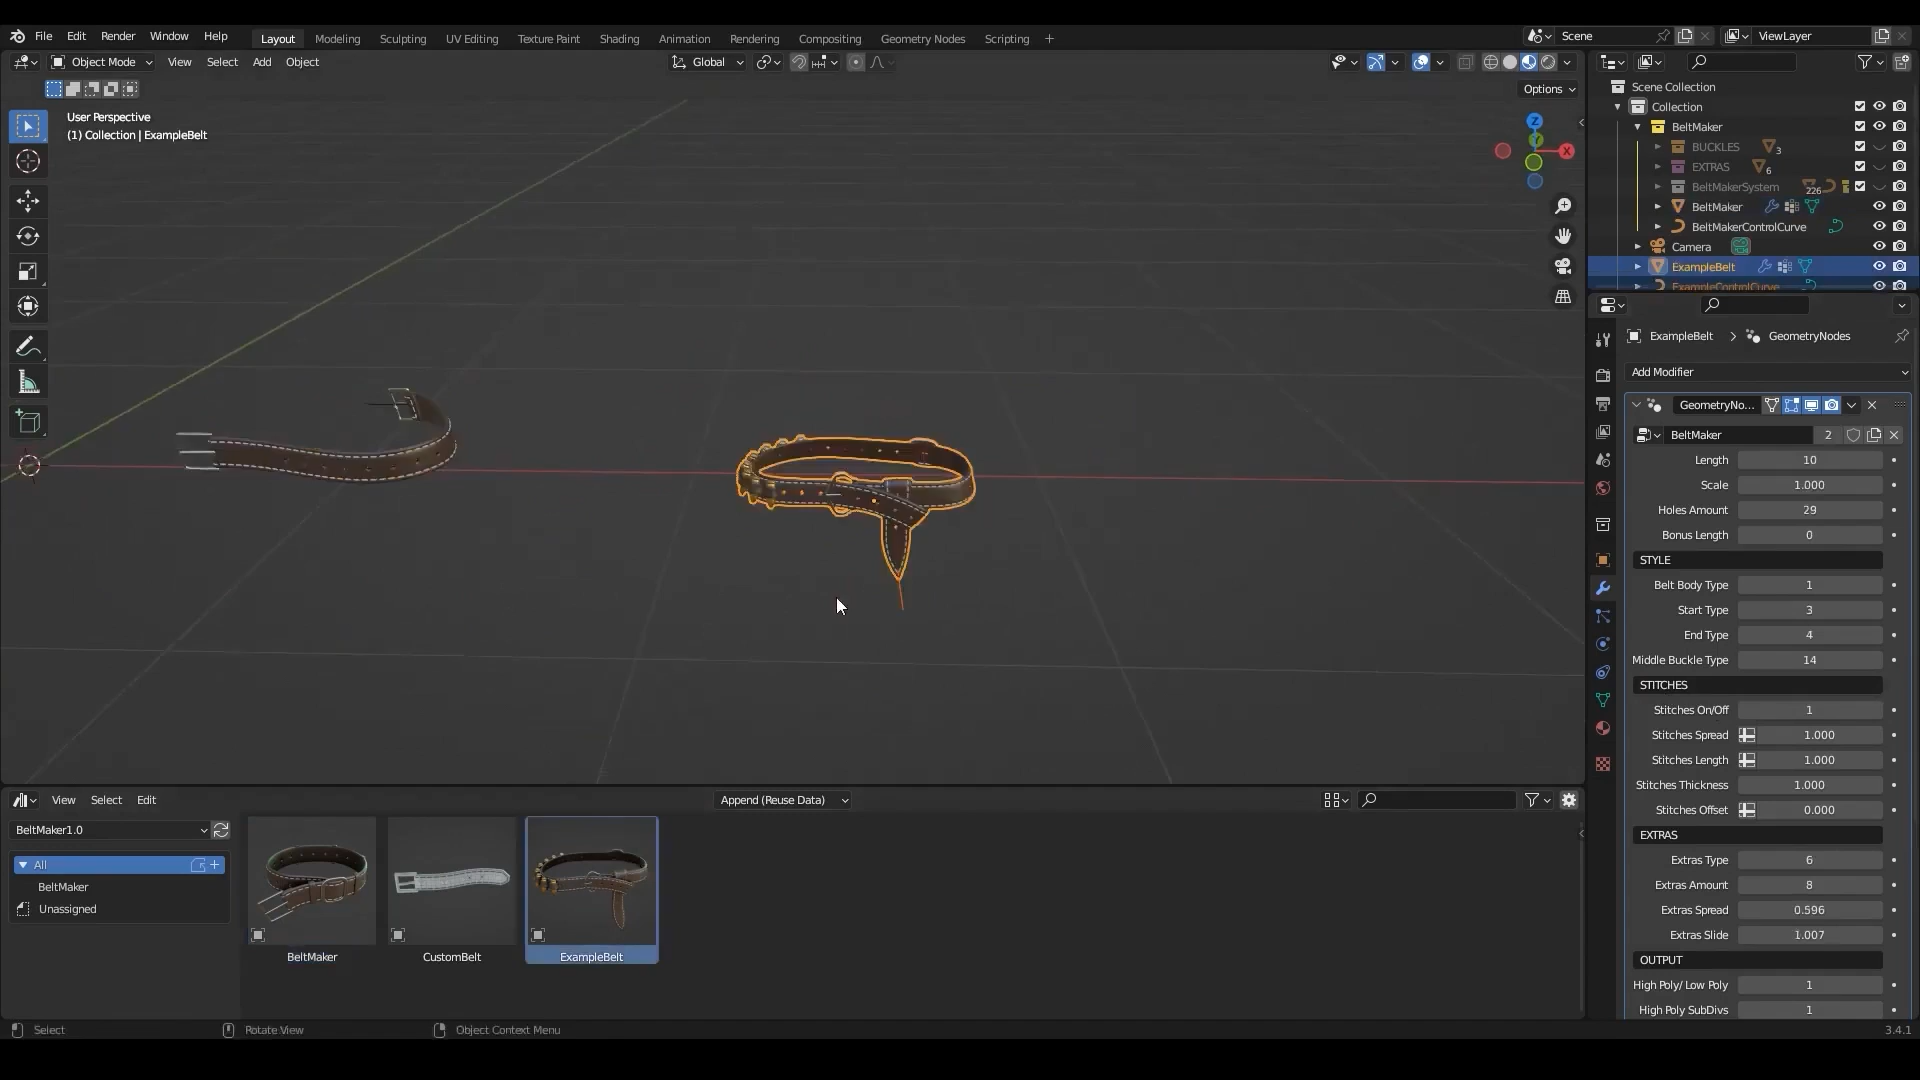 File Edit Render Window Help Layout Modeling Sculpting UV Editing Texture Paint Shading Animation Rendering Compositing Geometry Nodes Scripting + Scene ViewLayer
Object Mode View Select Add Object Global
Options
User Perspective
(1) Collection | ExampleBelt
Z
Y
X
Scene Collection
Collection
BeltMaker
BUCKLES 3
EXTRAS 6
BeltMakerSystem 226
BeltMaker
BeltMakerControlCurve
Camera
ExampleBelt
ExampleControlCurve
ExampleBelt > GeometryNodes
Add Modifier
GeometryNo...
BeltMaker 2
Length 10
Scale 1.000
Holes Amount 29
Bonus Length 0
STYLE
Belt Body Type 1
Start Type 3
End Type 4
Middle Buckle Type 14
STITCHES
Stitches On/Off 1
Stitches Spread 1.000
Stitches Length 1.000
Stitches Thickness 1.000
Stitches Offset 0.000
EXTRAS
Extras Type 6
Extras Amount 8
Extras Spread 0.596
Extras Slide 1.007
OUTPUT
High Poly/ Low Poly 1
High Poly SubDivs 1
View Select Edit Append (Reuse Data)
BeltMaker1.0
All
BeltMaker
Unassigned
BeltMaker CustomBelt ExampleBelt
Select Rotate View Object Context Menu 3.4.1